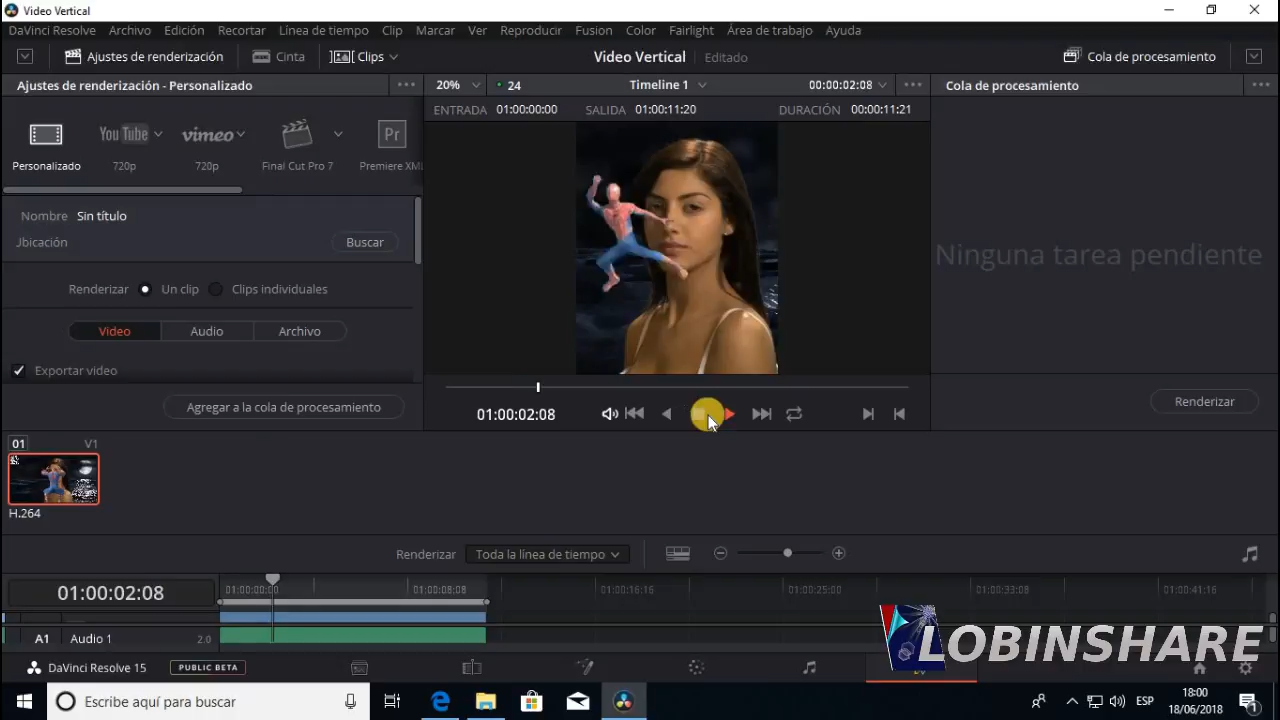 Video Vertical
DaVinci Resolve Archivo Edición Recortar Línea de tiempo Clip Marcar Ver Reproducir Fusion Color Fairlight Área de trabajo Ayuda
Ajustes de renderización Cinta Clips Video Vertical Editado Cola de procesamiento
Ajustes de renderización - Personalizado ••• 20% 24 Timeline 1 00:00:02:08 ••• Cola de procesamiento •••
ENTRADA 01:00:00:00 SALIDA 01:00:11:20 DURACIÓN 00:00:11:21
YouTube vimeo Pr
Personalizado 720p 720p Final Cut Pro 7 Premiere XML
Nombre Sin título
Jbicación Buscar
Ninguna tarea pendiente
Renderizar Un clip Clips individuales
Video Audio Archivo
Exportar video
Agregar a la cola de procesamiento 01:00:02:08 Renderizar
01 V1
H.264
Renderizar Toda la línea de tiempo
01:00:02:08 01:00:00:00 01:00:08:08 01:00:16:16 01:00:25:00 01:00:33:08 01:00:41:16
A1 Audio 1 2.0
LOBINSHARE
DaVinci Resolve 15 PUBLIC BETA
Escribe aquí para buscar ESP 18:00
18/06/2018 1